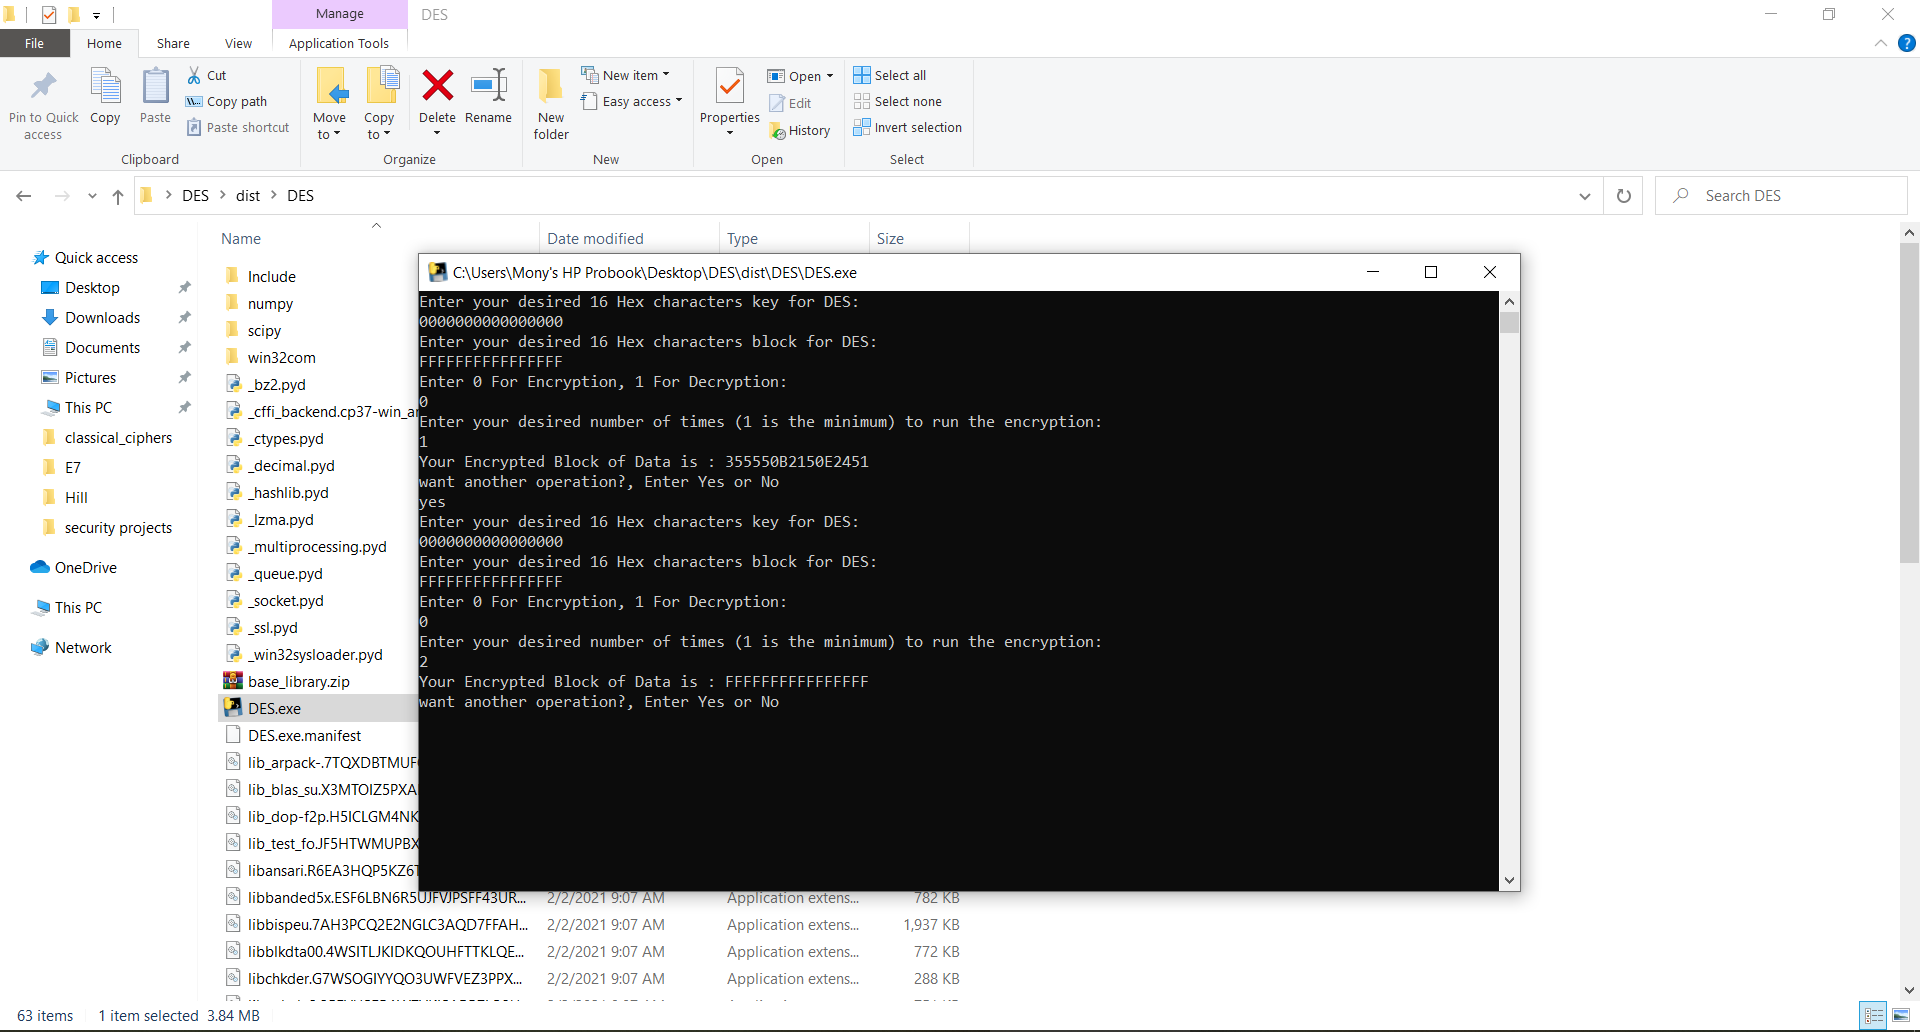 Manage
DES
File
Home
Share
View
Application Tools
Pin to Quick access
Copy
Paste
Cut
Copy path
Paste shortcut
Clipboard
Move to
Copy to
Delete
Rename
Organize
New folder
New item
Easy access
New
Properties
Open
Edit
History
Open
Select all
Select none
Invert selection
Select
DES > dist > DES
Search DES
Name
Date modified
Type
Size
Quick access
Desktop
Downloads
Documents
Pictures
This PC
classical_ciphers
E7
Hill
security projects
OneDrive
This PC
Network
Include
numpy
scipy
win32com
_bz2.pyd
_cffi_backend.cp37-win_a
_ctypes.pyd
_decimal.pyd
_hashlib.pyd
_lzma.pyd
_multiprocessing.pyd
_queue.pyd
_socket.pyd
_ssl.pyd
_win32sysloader.pyd
base_library.zip
DES.exe
DES.exe.manifest
lib_arpack-.7TQXDBTMUF
lib_blas_su.X3MTOIZ5PXA
lib_dop-f2p.H5ICLGM4NK
lib_test_fo.JF5HTWMUPBX
libansari.R6EA3HQP5KZ6T
libbanded5x.ESF6LBN6R5UJFVJPSFF43UR... 2/2/2021 9:07 AM Application extens... 782 KB
libbispeu.7AH3PCQ2E2NGLC3AQD7FFAH... 2/2/2021 9:07 AM Application extens... 1,937 KB
libblkdta00.4WSITLJKIDKQOUHFTTKLQE... 2/2/2021 9:07 AM Application extens... 772 KB
libchkder.G7WSOGIYYQO3UWFVEZ3PPX... 2/2/2021 9:07 AM Application extens... 288 KB
C:\Users\Mony's HP Probook\Desktop\DES\dist\DES\DES.exe
Enter your desired 16 Hex characters key for DES:
0000000000000000
Enter your desired 16 Hex characters block for DES:
FFFFFFFFFFFFFFFF
Enter 0 For Encryption, 1 For Decryption:
0
Enter your desired number of times (1 is the minimum) to run the encryption:
1
Your Encrypted Block of Data is : 355550B2150E2451
want another operation?, Enter Yes or No
yes
Enter your desired 16 Hex characters key for DES:
0000000000000000
Enter your desired 16 Hex characters block for DES:
FFFFFFFFFFFFFFFF
Enter 0 For Encryption, 1 For Decryption:
0
Enter your desired number of times (1 is the minimum) to run the encryption:
2
Your Encrypted Block of Data is : FFFFFFFFFFFFFFFF
want another operation?, Enter Yes or No
63 items
1 item selected 3.84 MB